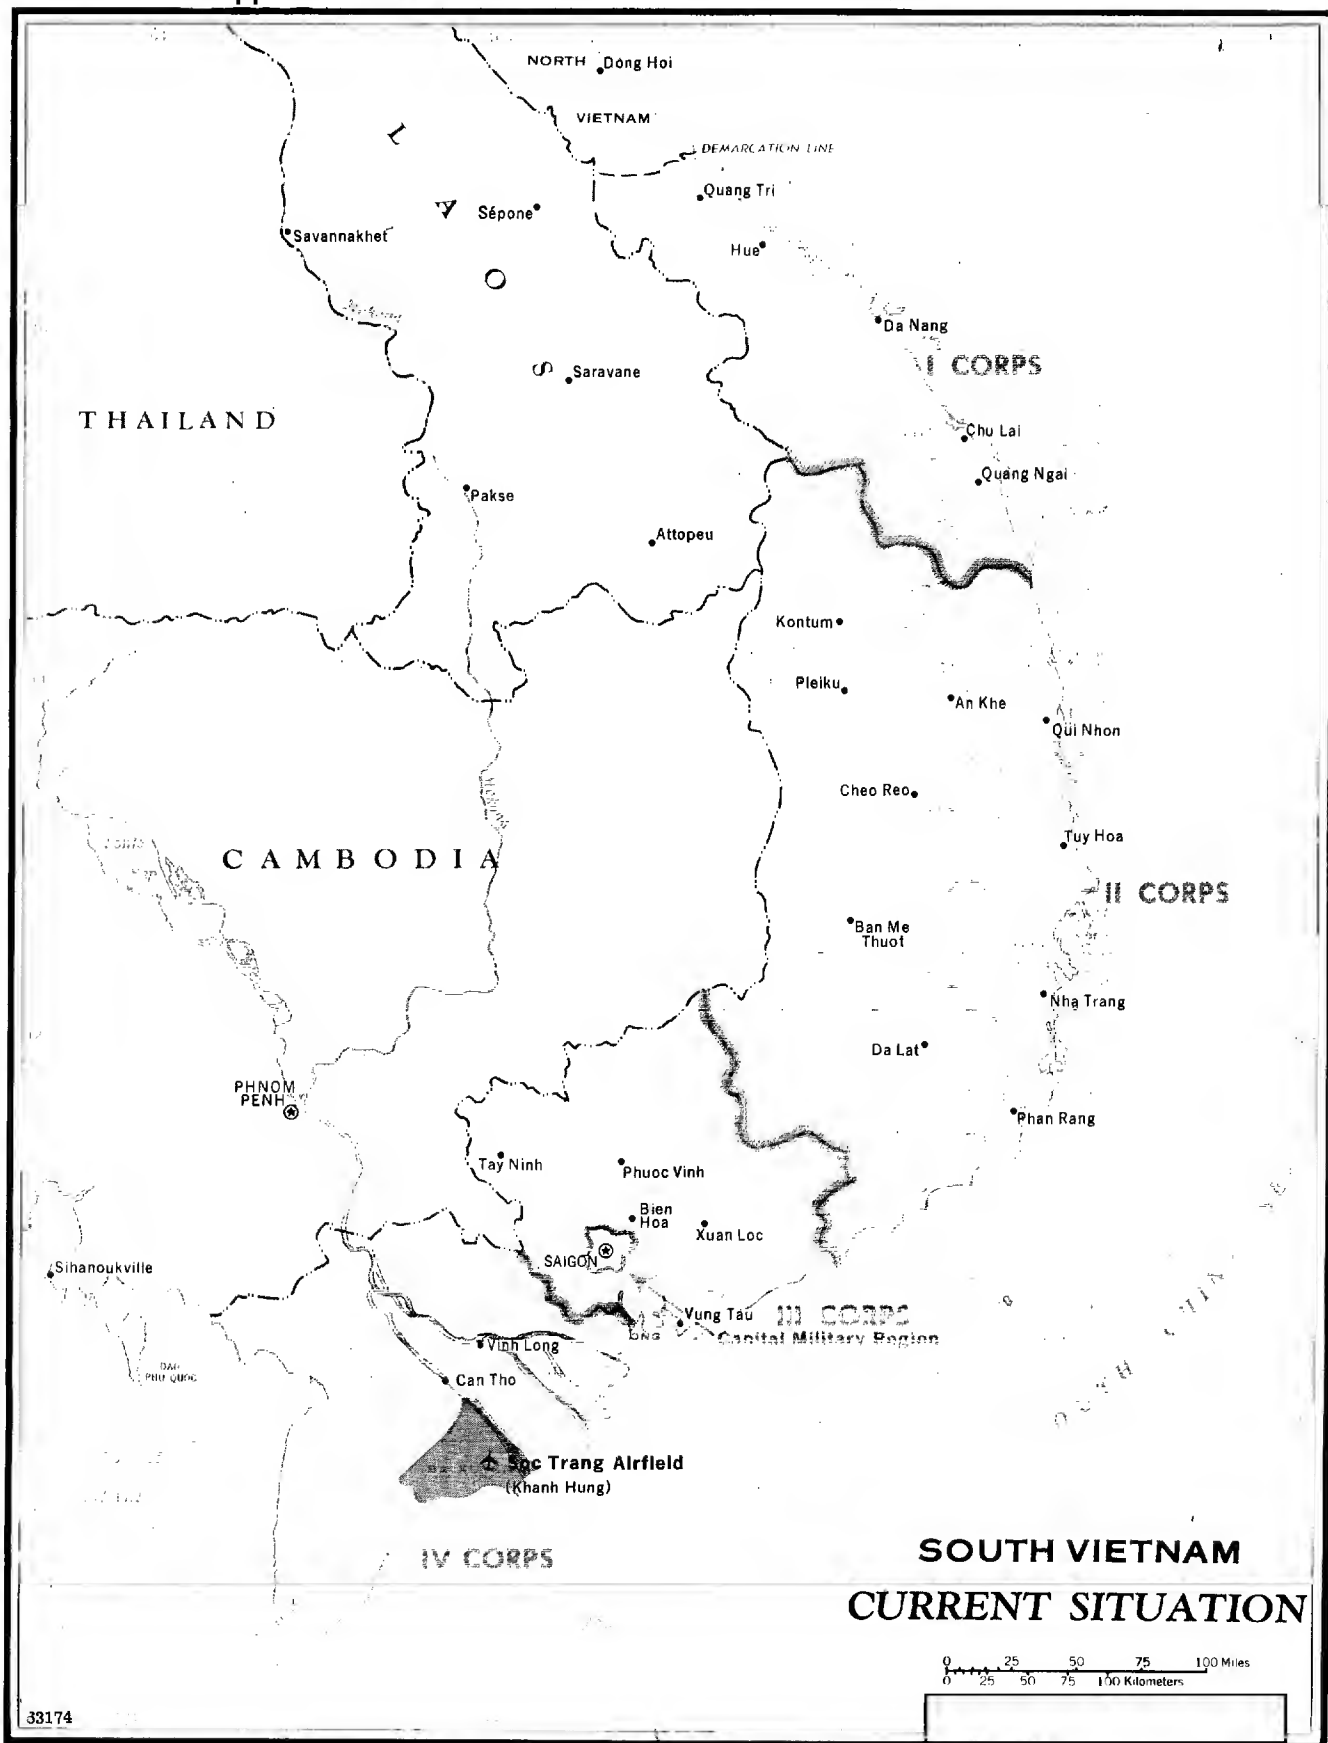 NORTH
Dong Hoi
VIETNAM
DEMARCATION LINE
L
A
O
S
Quang Tri
Sépone
Savannakhet
Hue
Mekong
Da Nang
I CORPS
Saravane
THAILAND
Chu Lai
Quang Ngai
Pakse
Attopeu
Kontum
Pleiku
An Khe
Qui Nhon
Cheo Reo
Tuy Hoa
CAMBODIA
II CORPS
Ban Me
Thuot
Nha Trang
Da Lat
PHNOM
PENH
Phan Rang
Tay Ninh
Phuoc Vinh
Bien
Hoa
Xuan Loc
SAIGON
Sihanoukville
Vung Tau
III CORPS
Capital Military Region
Vinh Long
DAO
PHU QUOC
Can Tho
Soc Trang Airfield
(Khanh Hung)
IV CORPS
SOUTH VIETNAM
CURRENT SITUATION
0 25 50 75 100 Miles
0 25 50 75 100 Kilometers
33174